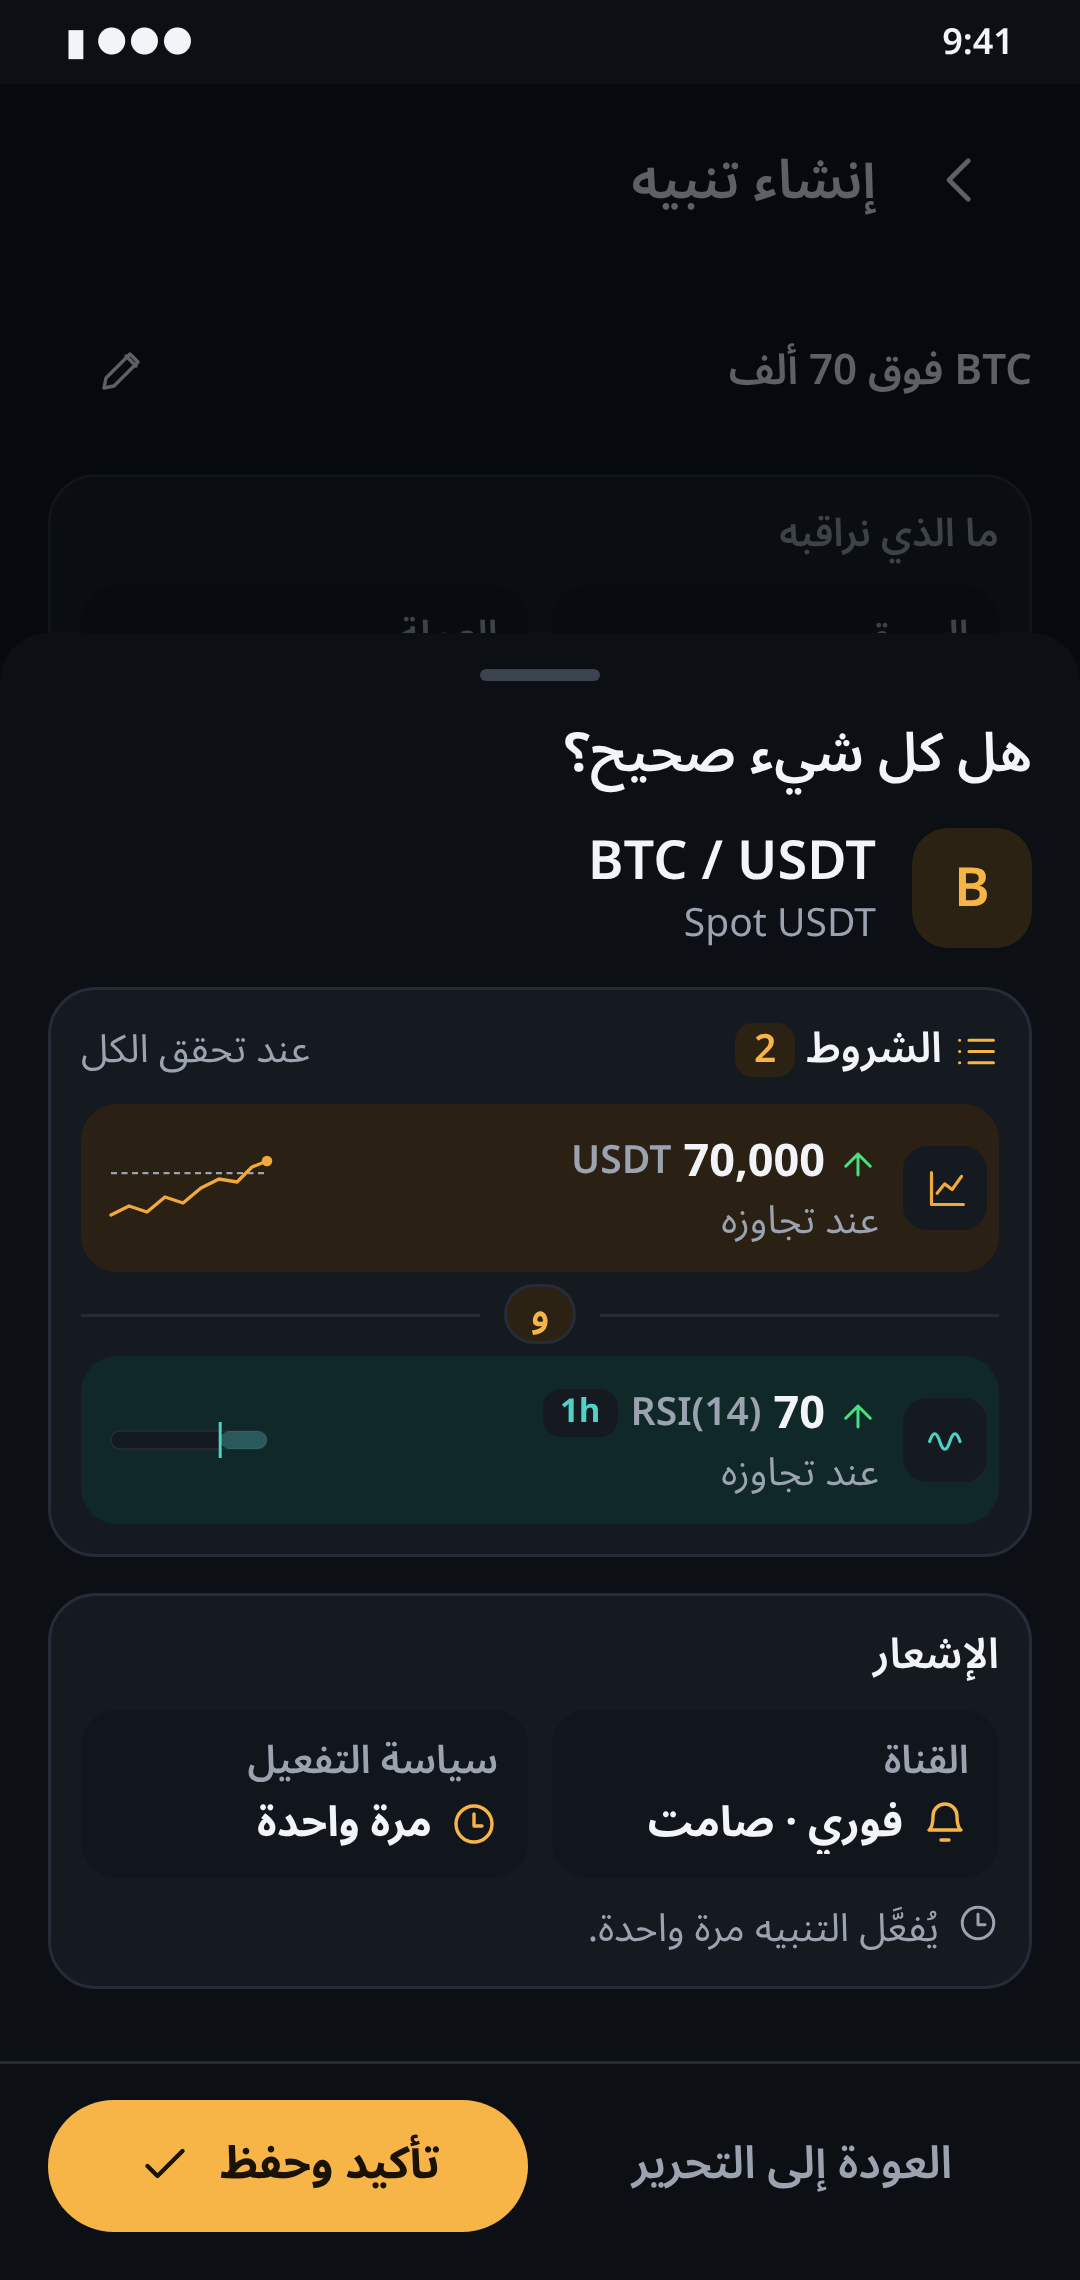 9:41
إنشاء تنبيه
BTC فوق 70 ألف
ما الذي نراقبه
هل كل شيء صحيح؟
B
BTC / USDT
Spot USDT
الشروط 2
عند تحقق الكل
70,000 USDT
عند تجاوزه
و
70 RSI(14) 1h
عند تجاوزه
الإشعار
القناة
فوري · صامت
سياسة التفعيل
مرة واحدة
يُفعَّل التنبيه مرة واحدة.
العودة إلى التحرير
تأكيد وحفظ